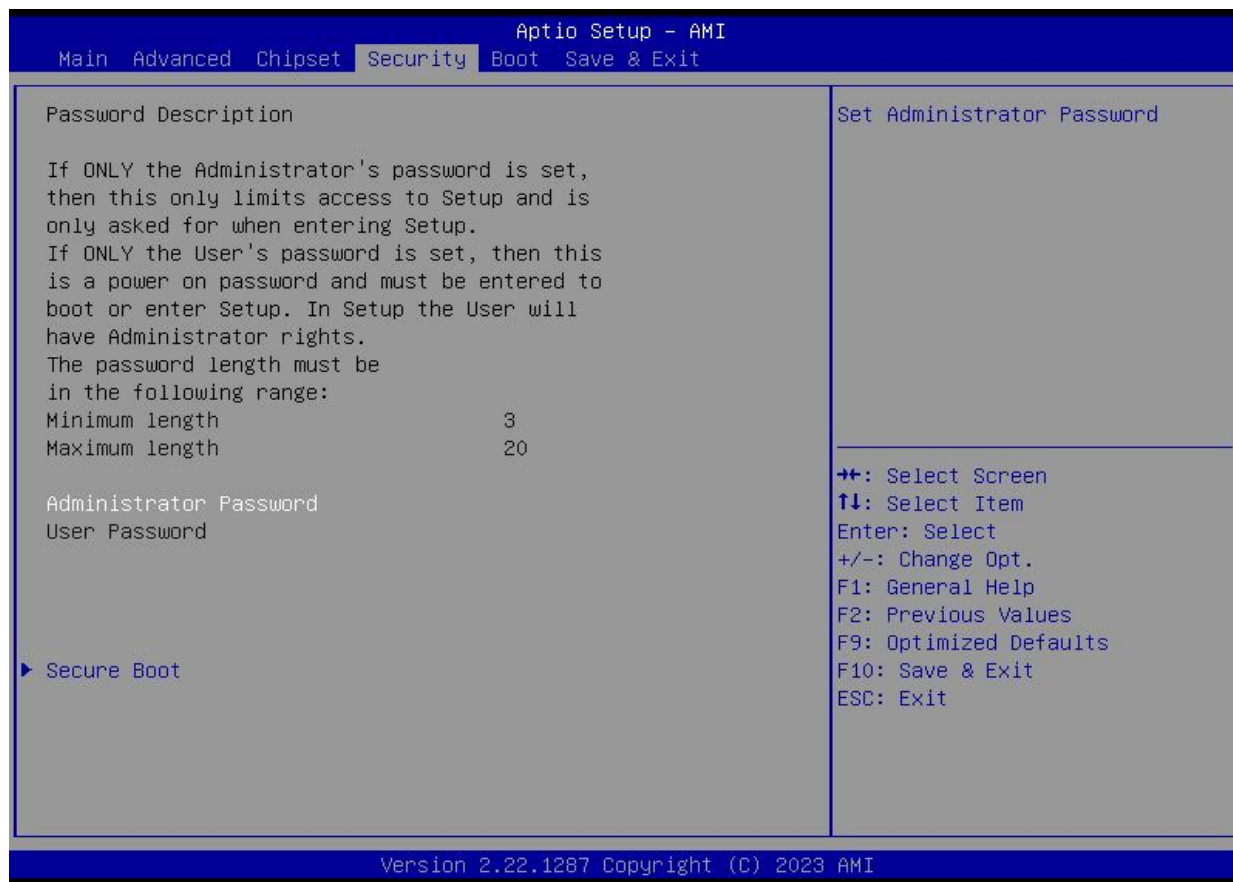 Aptio Setup – AMI
Main Advanced Chipset Security Boot Save & Exit
Password Description
If ONLY the Administrator's password is set,
then this only limits access to Setup and is
only asked for when entering Setup.
If ONLY the User's password is set, then this
is a power on password and must be entered to
boot or enter Setup. In Setup the User will
have Administrator rights.
The password length must be
in the following range:
Minimum length 3
Maximum length 20
Administrator Password
User Password
Secure Boot
Set Administrator Password
→←: Select Screen
↑↓: Select Item
Enter: Select
+/-: Change Opt.
F1: General Help
F2: Previous Values
F9: Optimized Defaults
F10: Save & Exit
ESC: Exit
Version 2.22.1287 Copyright (C) 2023 AMI